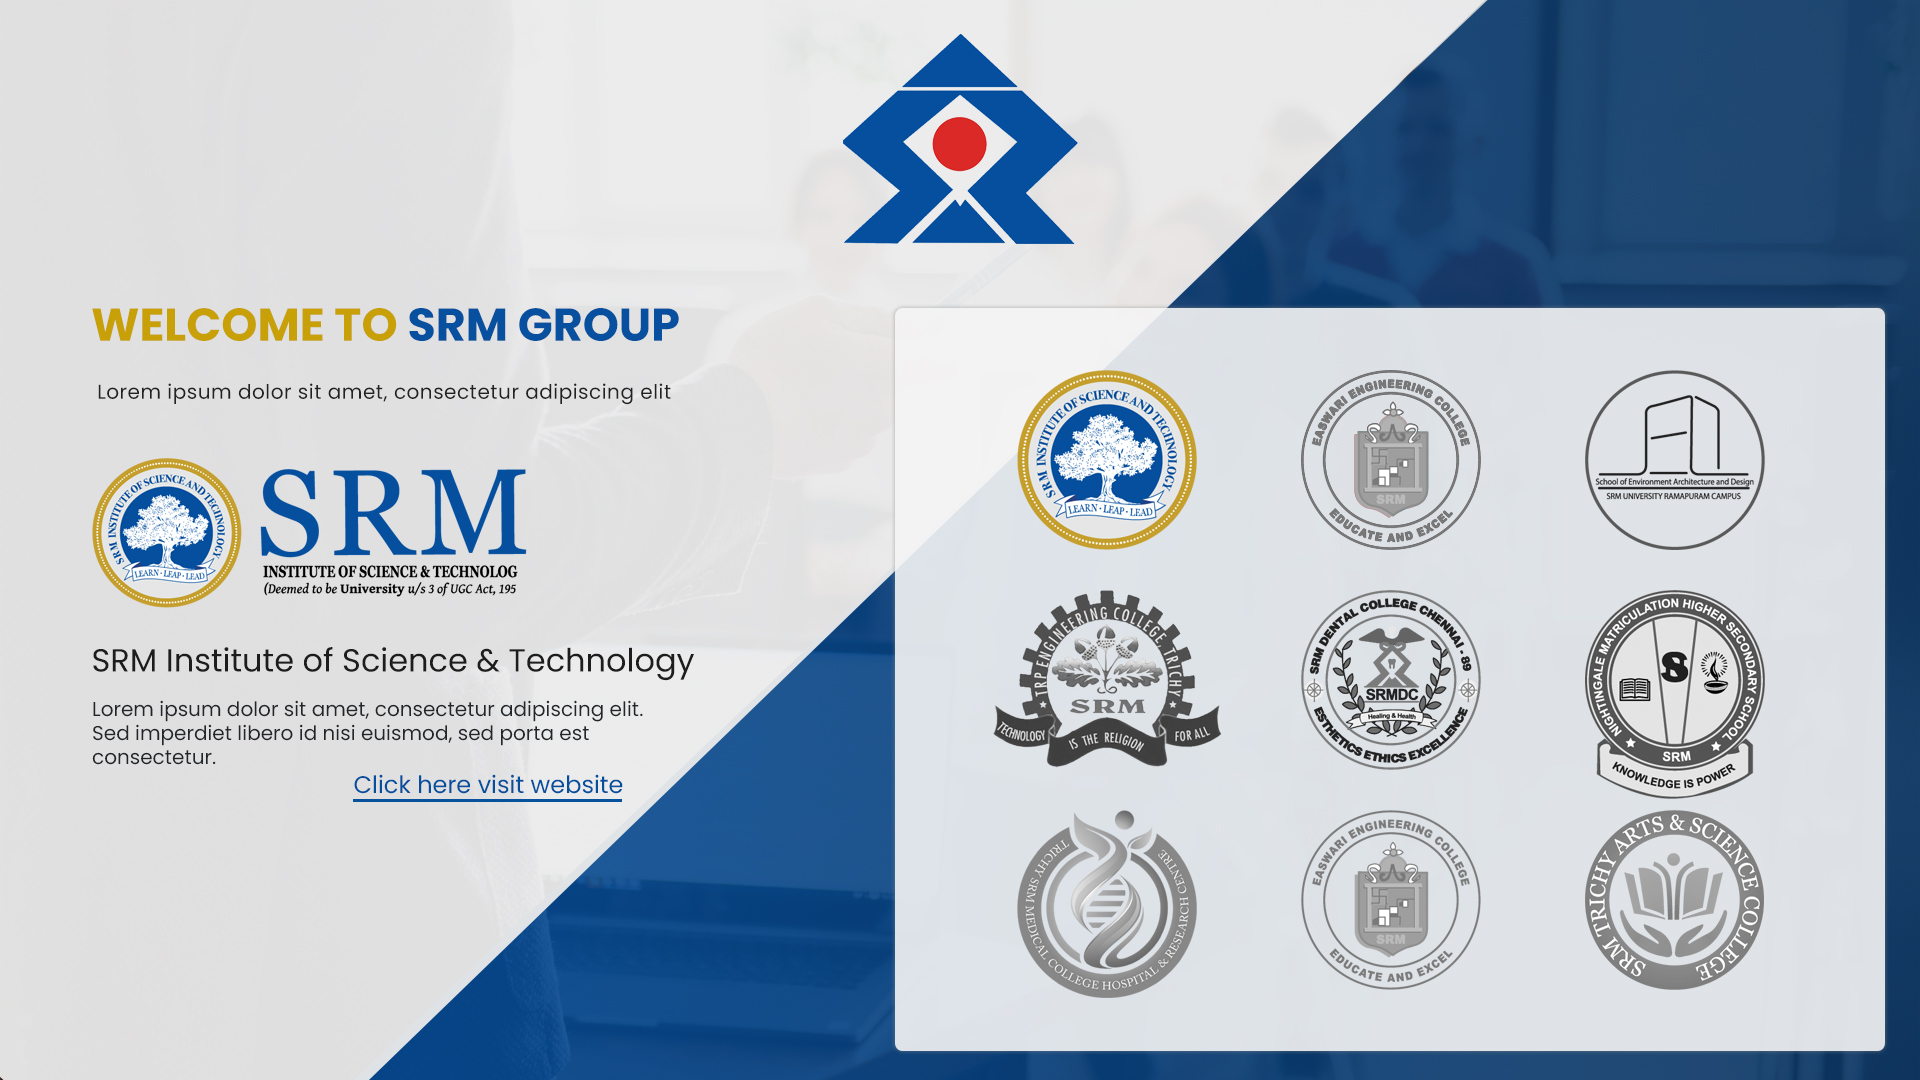 WELCOME TO SRM GROUP
Lorem ipsum dolor sit amet, consectetur adipiscing elit
SRM INSTITUTE OF SCIENCE AND TECHNOLOGY
LEARN · LEAP · LEAD
SRM
INSTITUTE OF SCIENCE & TECHNOLOG
(Deemed to be University u/s 3 of UGC Act, 195
SRM Institute of Science & Technology
Lorem ipsum dolor sit amet, consectetur adipiscing elit.
Sed imperdiet libero id nisi euismod, sed porta est
consectetur.
Click here visit website
SRM INSTITUTE OF SCIENCE AND TECHNOLOGY
LEARN · LEAP · LEAD
EASWARI ENGINEERING COLLEGE
SRM
EDUCATE AND EXCEL
School of Environment Architecture and Design
SRM UNIVERSITY RAMAPURAM CAMPUS
TRP ENGINEERING COLLEGE TRICHY
SRM
TECHNOLOGY IS THE RELIGION FOR ALL
SRM DENTAL COLLEGE CHENNAI - 89
SRMDC
Healing & Health
ESTHETICS ETHICS EXCELLENCE
NIGHTINGALE MATRICULATION HIGHER SECONDARY SCHOOL
S
SRM
KNOWLEDGE IS POWER
TRICHY SRM MEDICAL COLLEGE HOSPITAL & RESEARCH CENTRE
EASWARI ENGINEERING COLLEGE
SRM
EDUCATE AND EXCEL
SRM TRICHY ARTS & SCIENCE COLLEGE